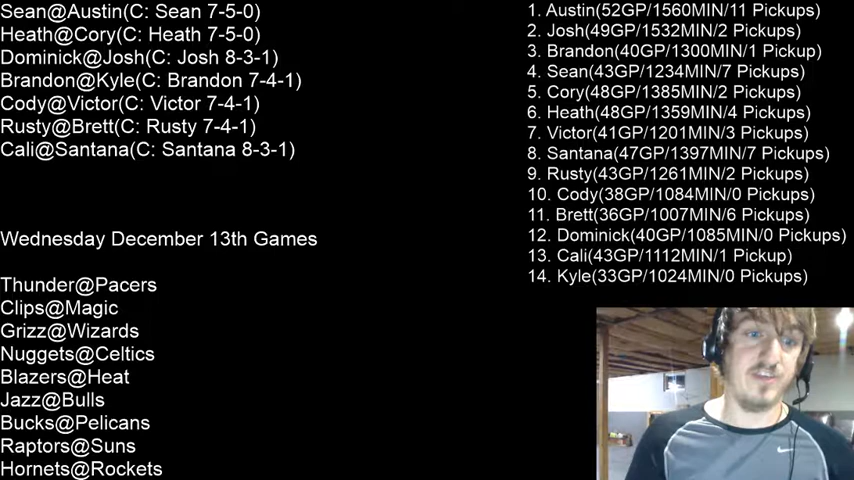 Sean@Austin(C: Sean 7-5-0)
Heath@Cory(C: Heath 7-5-0)
Dominick@Josh(C: Josh 8-3-1)
Brandon@Kyle(C: Brandon 7-4-1)
Cody@Victor(C: Victor 7-4-1)
Rusty@Brett(C: Rusty 7-4-1)
Cali@Santana(C: Santana 8-3-1)
Wednesday December 13th Games
Thunder@Pacers
Clips@Magic
Grizz@Wizards
Nuggets@Celtics
Blazers@Heat
Jazz@Bulls
Bucks@Pelicans
Raptors@Suns
Hornets@Rockets
1. Austin(52GP/1560MIN/11 Pickups)
2. Josh(49GP/1532MIN/2 Pickups)
3. Brandon(40GP/1300MIN/1 Pickup)
4. Sean(43GP/1234MIN/7 Pickups)
5. Cory(48GP/1385MIN/2 Pickups)
6. Heath(48GP/1359MIN/4 Pickups)
7. Victor(41GP/1201MIN/3 Pickups)
8. Santana(47GP/1397MIN/7 Pickups)
9. Rusty(43GP/1261MIN/2 Pickups)
10. Cody(38GP/1084MIN/0 Pickups)
11. Brett(36GP/1007MIN/6 Pickups)
12. Dominick(40GP/1085MIN/0 Pickups)
13. Cali(43GP/1112MIN/1 Pickup)
14. Kyle(33GP/1024MIN/0 Pickups)